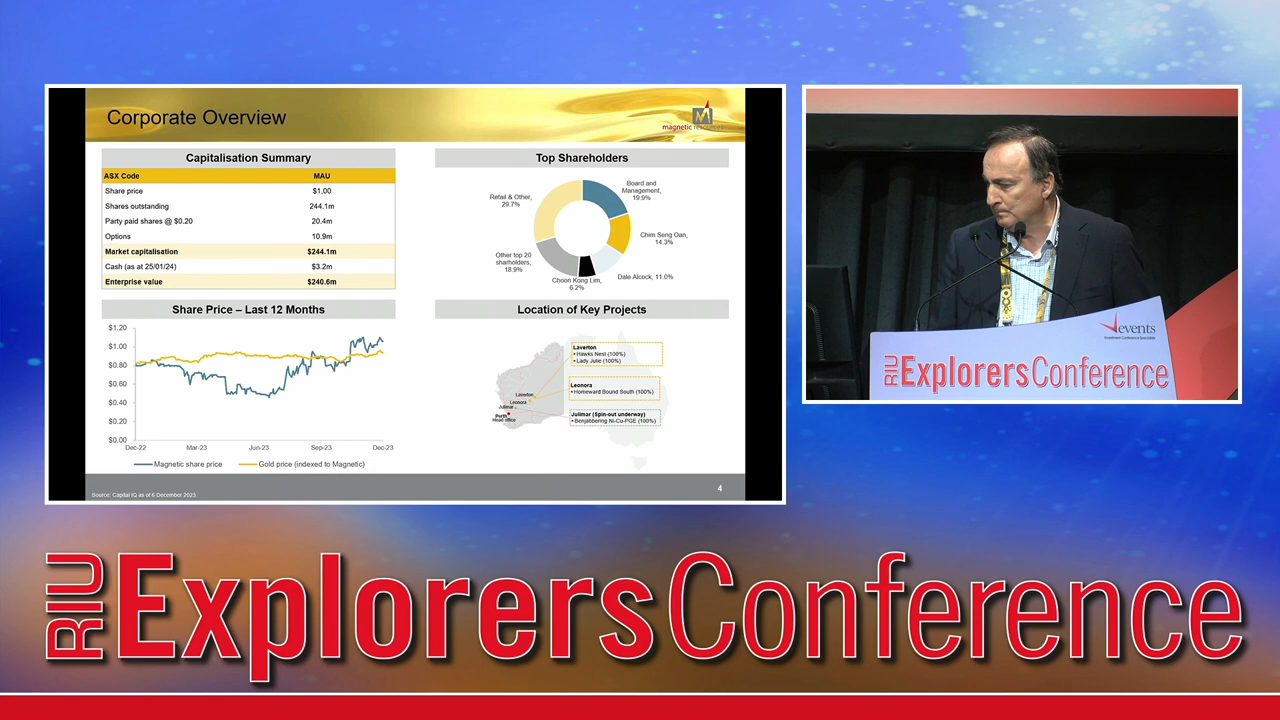 Corporate Overview
magnetic resources
Capitalisation Summary
ASX Code MAU
Share price $1.00
Shares outstanding 244.1m
Party paid shares @ $0.20 20.4m
Options 10.9m
Market capitalisation $244.1m
Cash (as at 25/01/24) $3.2m
Enterprise value $240.6m
Top Shareholders
Board and
Management,
19.9%
Chim Seng Oan,
14.3%
Dale Alcock, 11.0%
Choon Kong Lim,
6.2%
Other top 20
sharholders,
18.9%
Retail & Other,
29.7%
Share Price – Last 12 Months
$1.20
$1.00
$0.80
$0.60
$0.40
$0.20
$0.00
Dec-22 Mar-23 Jun-23 Sep-23 Dec-23
Magnetic share price Gold price (indexed to Magnetic)
Location of Key Projects
Laverton
• Hawks Nest (100%)
• Lady Julie (100%)
Leonora
• Homeward Bound South (100%)
Julimar (Spin-out underway)
• Benjabbering Ni-Cu-PGE (100%)
Laverton
Leonora
Julimar
Perth
Head office
Source: Capital IQ as of 6 December 2023
4
events
Investment Conference Specialists
RIU ExplorersConference
RIU ExplorersConference